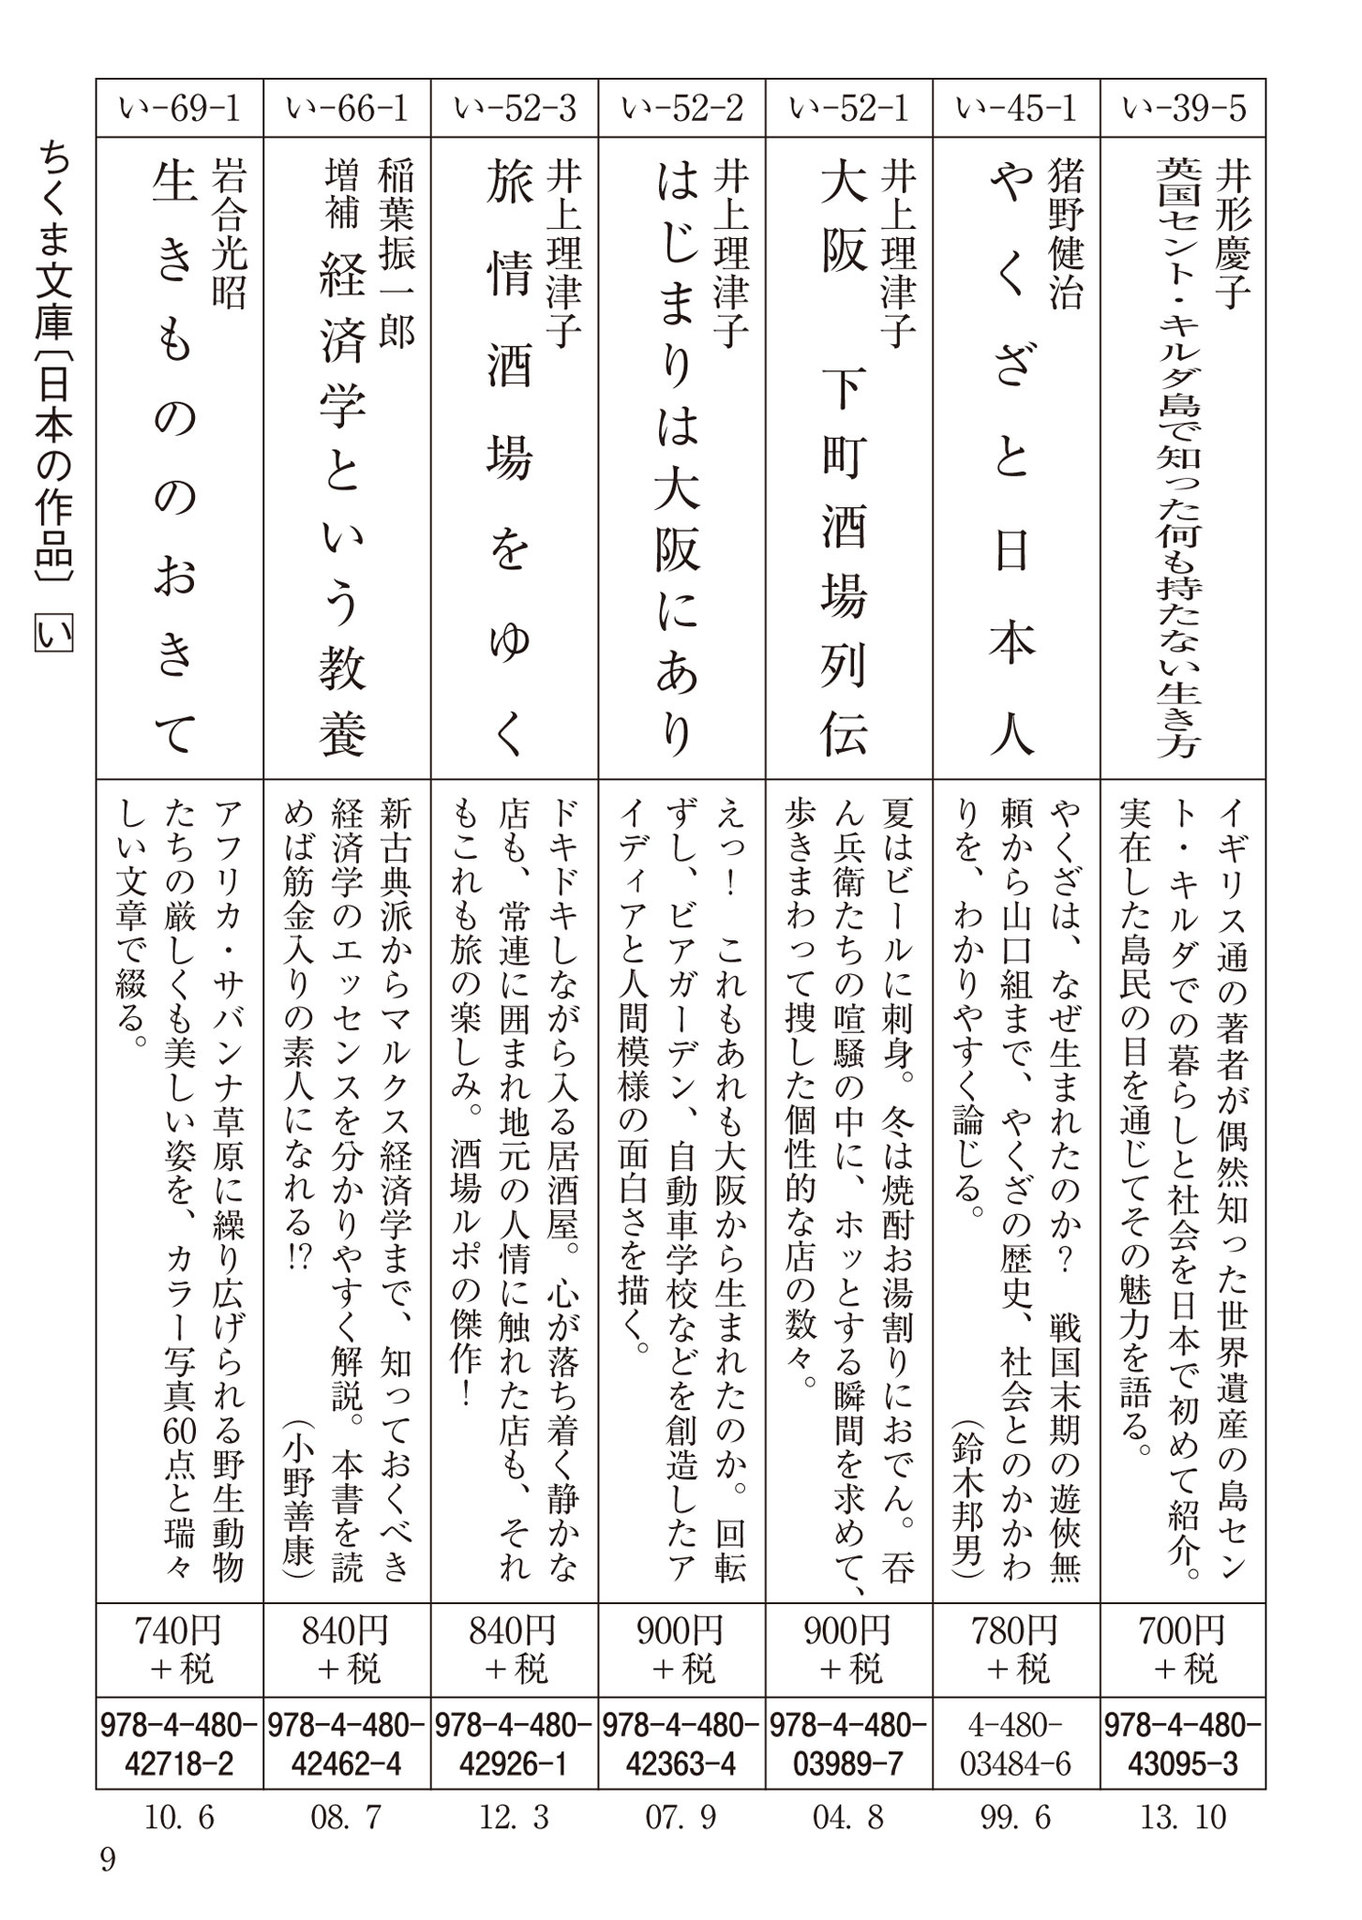 い-39-5
井形慶子
英国セント・キルダ島で知った何も持たない生き方
イギリス通の著者が偶然知った世界遺産の島セン
ト・キルダでの暮らしと社会を日本で初めて紹介。
実在した島民の目を通じてその魅力を語る。
700円
＋税
978-4-480-
43095-3
13. 10
い-45-1
猪野健治
やくざと日本人
やくざは、なぜ生まれたのか？　戦国末期の遊俠無
頼から山口組まで、やくざの歴史、社会とのかかわ
りを、わかりやすく論じる。　（鈴木邦男）
780円
＋税
4-480-
03484-6
99. 6
い-52-1
井上理津子
大阪　下町酒場列伝
夏はビールに刺身。冬は焼酎お湯割りにおでん。呑
ん兵衛たちの喧騒の中に、ホッとする瞬間を求めて、
歩きまわって捜した個性的な店の数々。
900円
＋税
978-4-480-
03989-7
04. 8
い-52-2
井上理津子
はじまりは大阪にあり
えっ！　これもあれも大阪から生まれたのか。回転
ずし、ビアガーデン、自動車学校などを創造したア
イディアと人間模様の面白さを描く。
900円
＋税
978-4-480-
42363-4
07. 9
い-52-3
井上理津子
旅情酒場をゆく
ドキドキしながら入る居酒屋。心が落ち着く静かな
店も、常連に囲まれ地元の人情に触れた店も、それ
もこれも旅の楽しみ。酒場ルポの傑作！
840円
＋税
978-4-480-
42926-1
12. 3
い-66-1
稲葉振一郎
増補　経済学という教養
新古典派からマルクス経済学まで、知っておくべき
経済学のエッセンスを分かりやすく解説。本書を読
めば筋金入りの素人になれる!?　（小野善康）
840円
＋税
978-4-480-
42462-4
08. 7
い-69-1
岩合光昭
生きもののおきて
アフリカ・サバンナ草原に繰り広げられる野生動物
たちの厳しくも美しい姿を、カラー写真60点と瑞々
しい文章で綴る。
740円
＋税
978-4-480-
42718-2
10. 6
ちくま文庫〔日本の作品〕 い
9